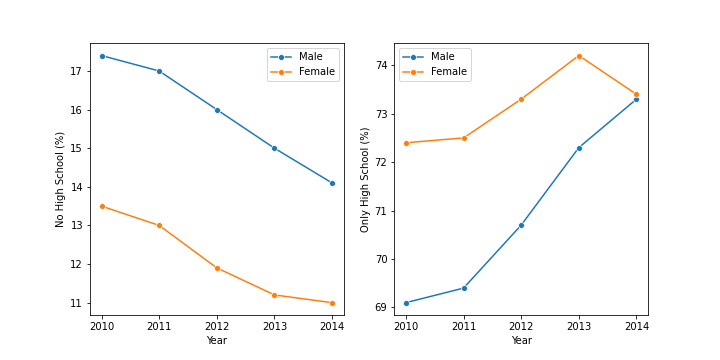 No High School (%)
17
16
15
14
13
12
11
Male
Female
2010 2011 2012 2013 2014
Year
Only High School (%)
74
73
72
71
70
69
Male
Female
2010 2011 2012 2013 2014
Year